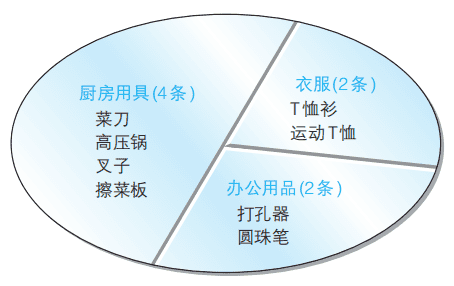 厨房用具(4条)
菜刀
高压锅
叉子
擦菜板
衣服(2条)
T恤衫
运动T恤
办公用品(2条)
打孔器
圆珠笔